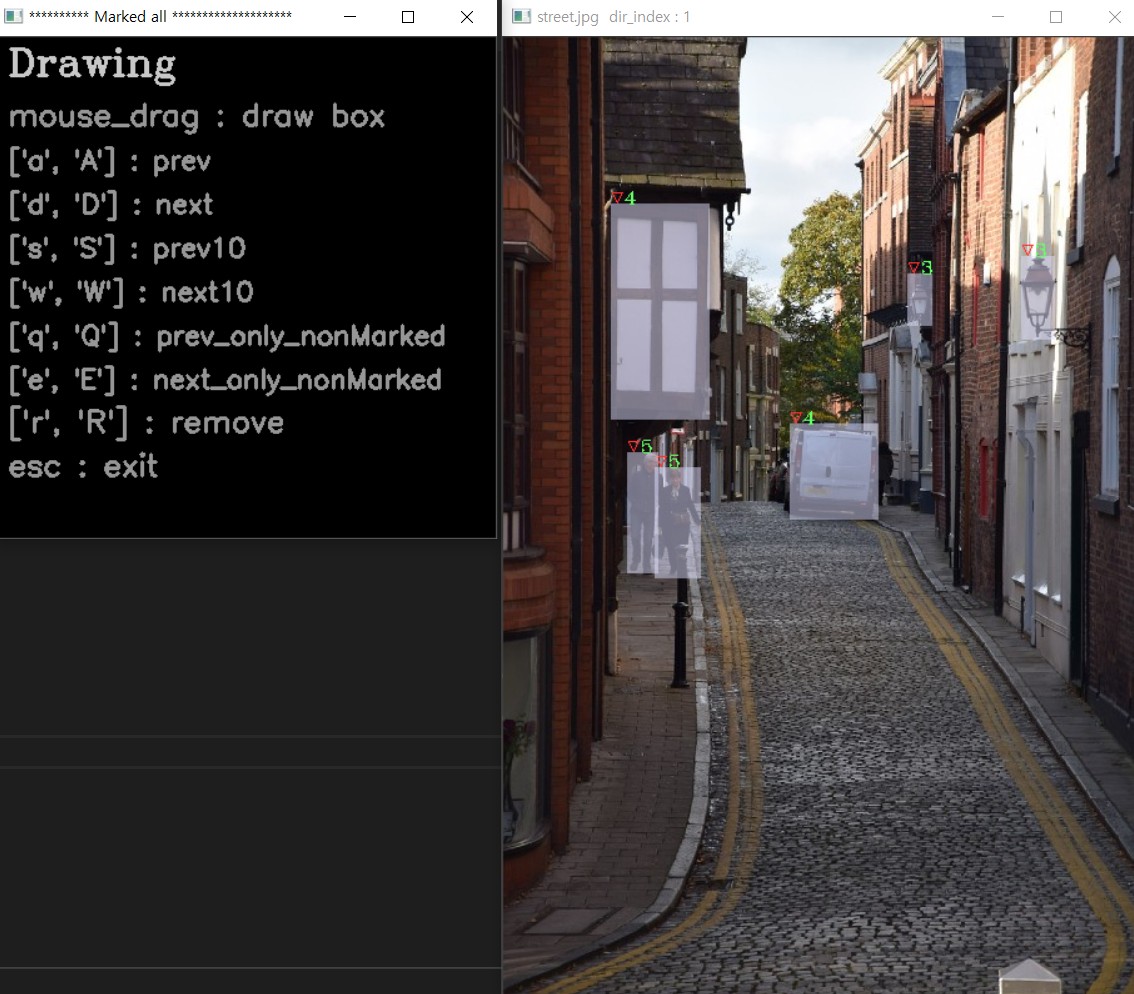 ********** Marked all ********************
Drawing
mouse_drag : draw box
['a', 'A'] : prev
['d', 'D'] : next
['s', 'S'] : prev10
['w', 'W'] : next10
['q', 'Q'] : prev_only_nonMarked
['e', 'E'] : next_only_nonMarked
['r', 'R'] : remove
esc : exit
street.jpg dir_index : 1
4
3
3
4
5
5